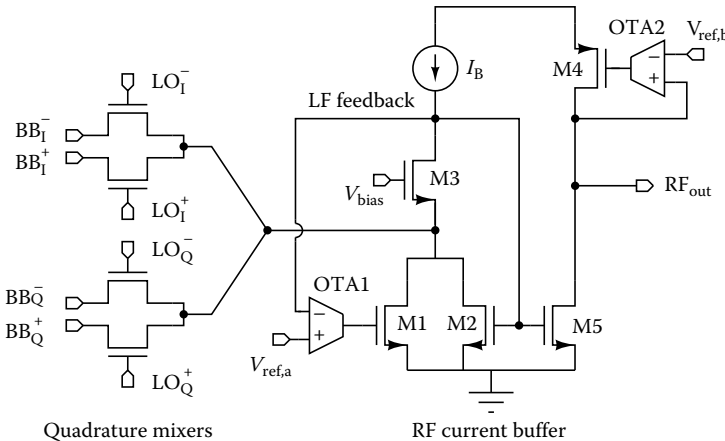 OTA2
V_ref,b
M4
I_B
LO_I^-
LF feedback
BB_I^-
BB_I^+
M3
V_bias
RF_out
LO_I^+
LO_Q^-
OTA1
BB_Q^-
BB_Q^+
M1
M2
M5
V_ref,a
LO_Q^+
Quadrature mixers
RF current buffer